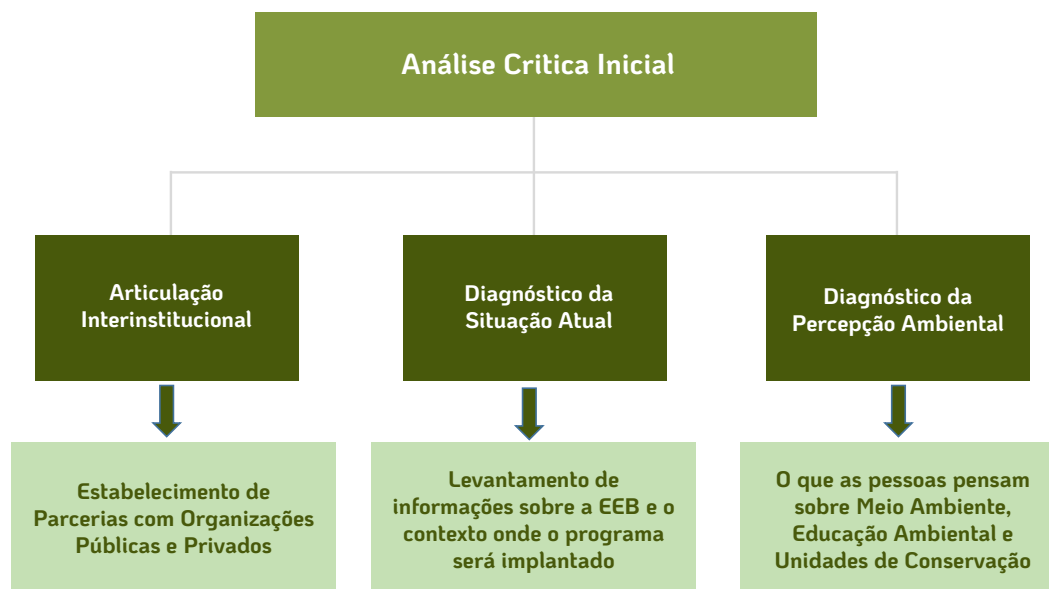 Análise Critica Inicial
Articulação
Interinstitucional
Diagnóstico da
Situação Atual
Diagnóstico da
Percepção Ambiental
Estabelecimento de
Parcerias com Organizações
Públicas e Privados
Levantamento de
informações sobre a EEB e o
contexto onde o programa
será implantado
O que as pessoas pensam
sobre Meio Ambiente,
Educação Ambiental e
Unidades de Conservação